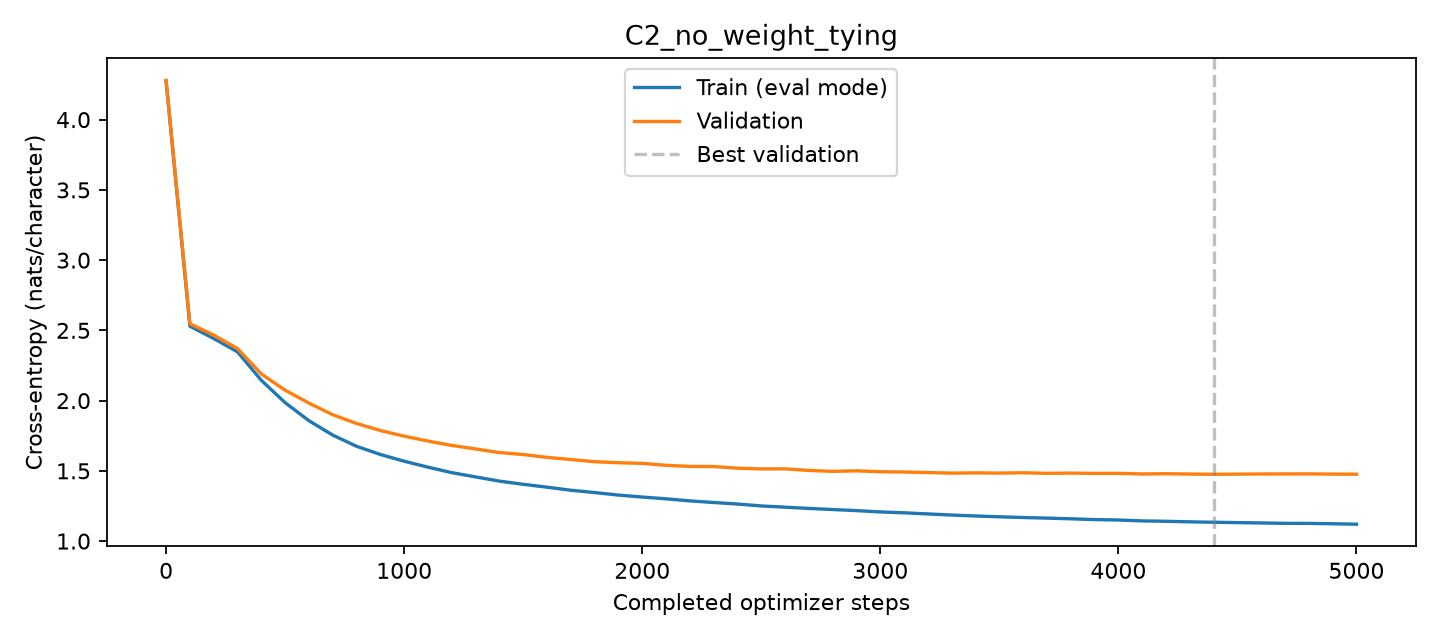 C2_no_weight_tying
Train (eval mode)
Validation
Best validation
Cross-entropy (nats/character)
4.0
3.5
3.0
2.5
2.0
1.5
1.0
0
1000
2000
3000
4000
5000
Completed optimizer steps